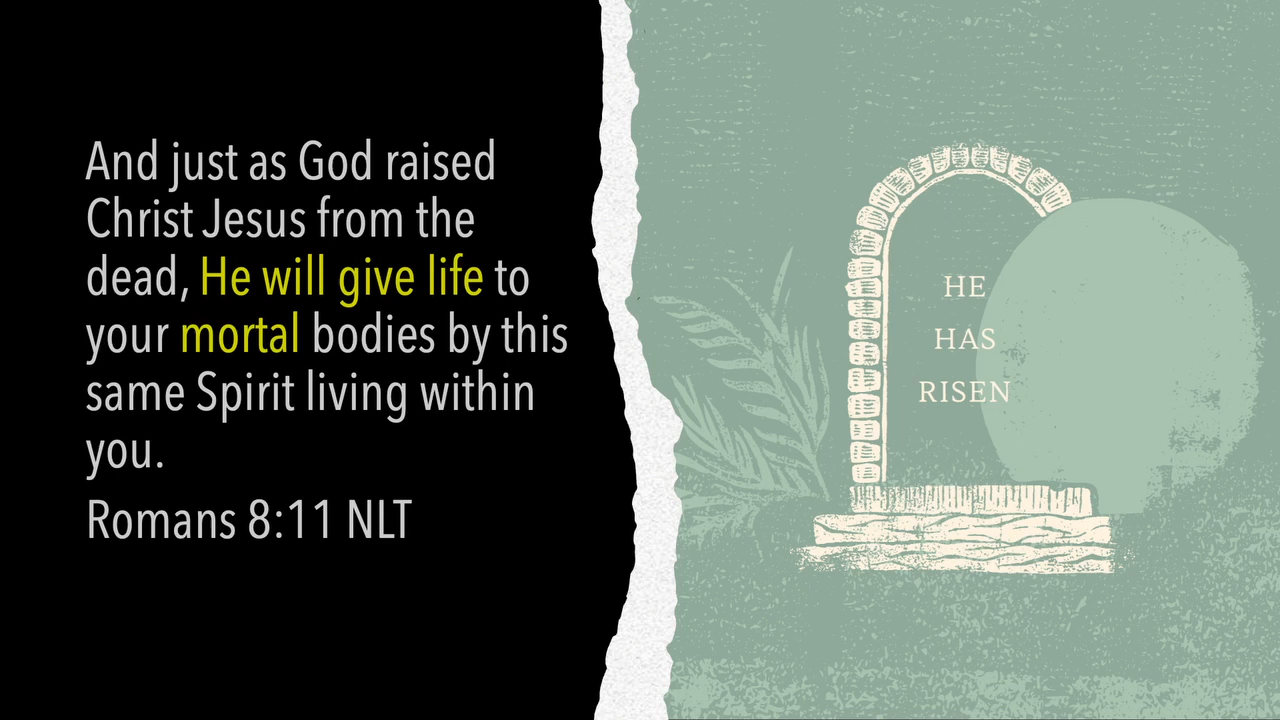 And just as God raised
Christ Jesus from the
dead, He will give life to
your mortal bodies by this
same Spirit living within
you.
Romans 8:11 NLT
HE
HAS
RISEN